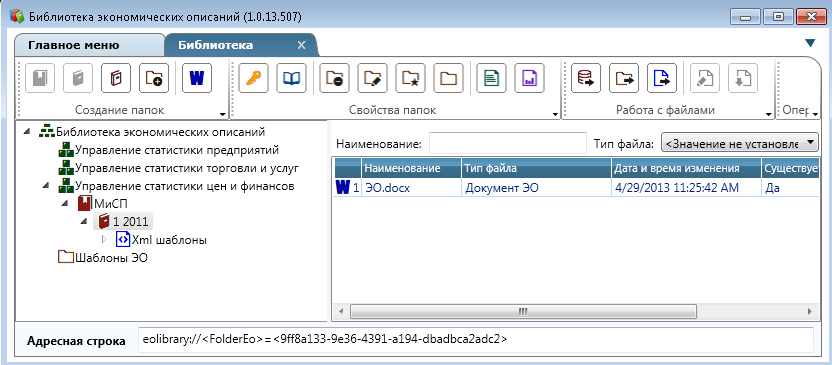 Библиотека экономических описаний (1.0.13.507)
Главное меню
Библиотека X
W
Создание папок
Свойства папок
Работа с файлами
Опер
Библиотека экономических описаний
Управление статистики предприятий
Управление статистики торговли и услуг
Управление статистики цен и финансов
МиСП
1 2011
Xml шаблоны
Шаблоны ЭО
Наименование:
Тип файла: <Значение не установле
Наименование Тип файла Дата и время изменения Существуе
W 1 ЭО.docx Документ ЭО 4/29/2013 11:25:42 AM Да
Адресная строка eolibrary://<FolderEo>=<9ff8a133-9e36-4391-a194-dbadbca2adc2>